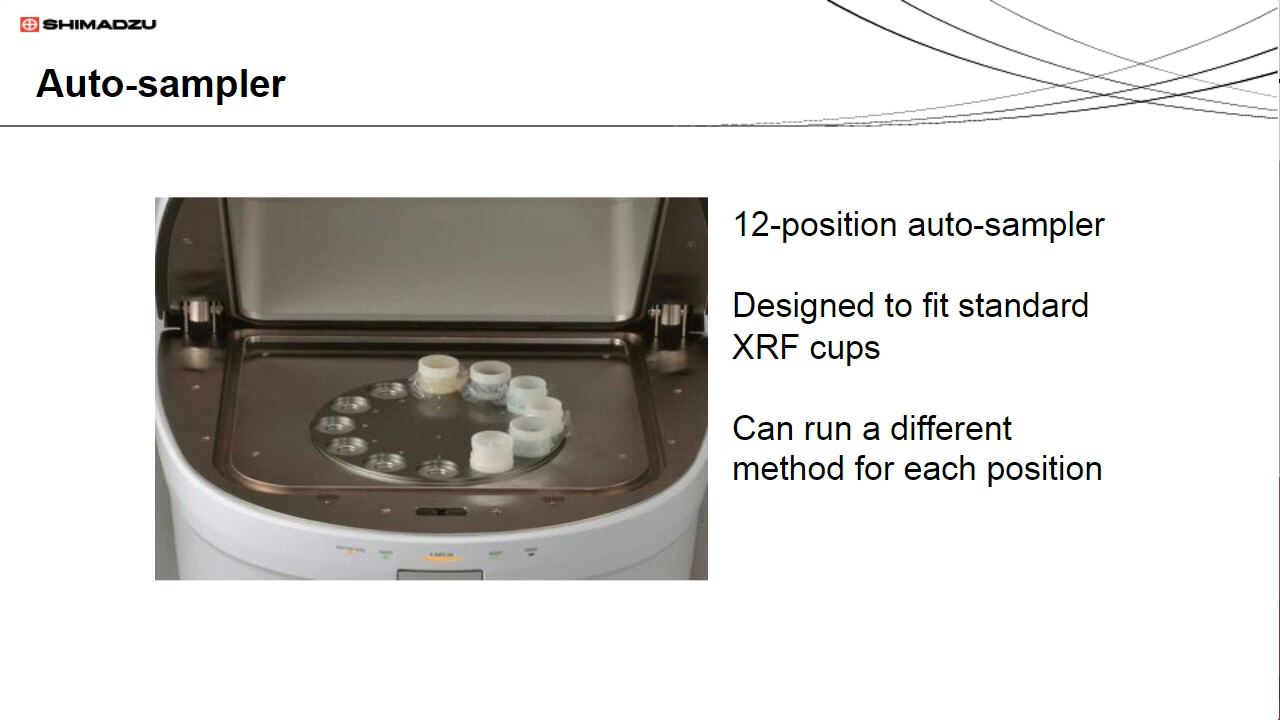 SHIMADZU
Auto-sampler
12-position auto-sampler
Designed to fit standard
XRF cups
Can run a different
method for each position